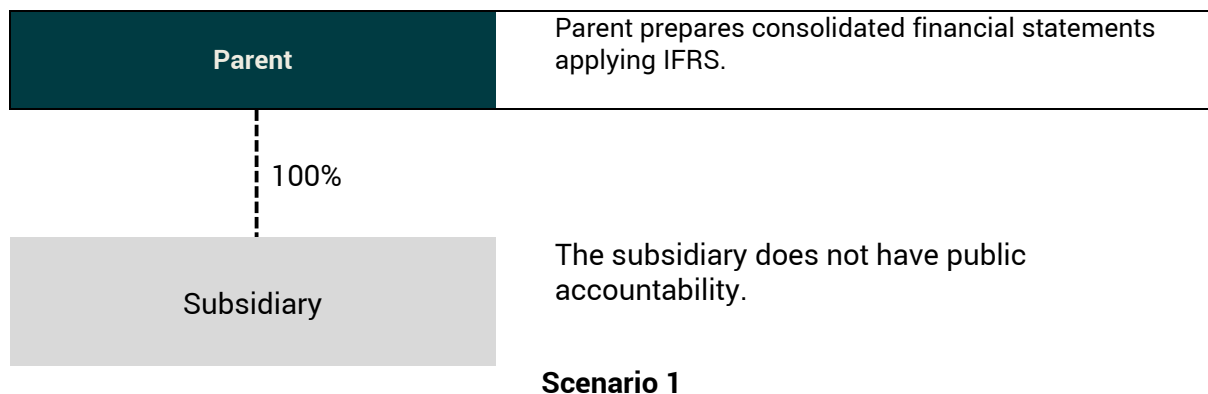 Parent
Parent prepares consolidated financial statements
applying IFRS.
100%
Subsidiary
The subsidiary does not have public
accountability.
Scenario 1